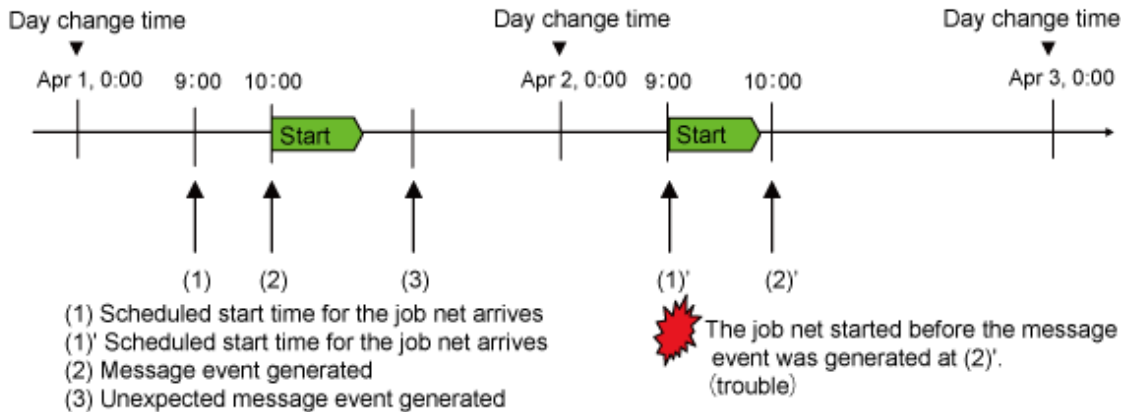 Day change time
Day change time
Day change time
Apr 1, 0:00
9:00
10:00
Apr 2, 0:00
9:00
10:00
Apr 3, 0:00
Start
Start
(1)
(2)
(3)
(1)'
(2)'
(1) Scheduled start time for the job net arrives
(1)' Scheduled start time for the job net arrives
(2) Message event generated
(3) Unexpected message event generated
The job net started before the message
event was generated at (2)'.
(trouble)